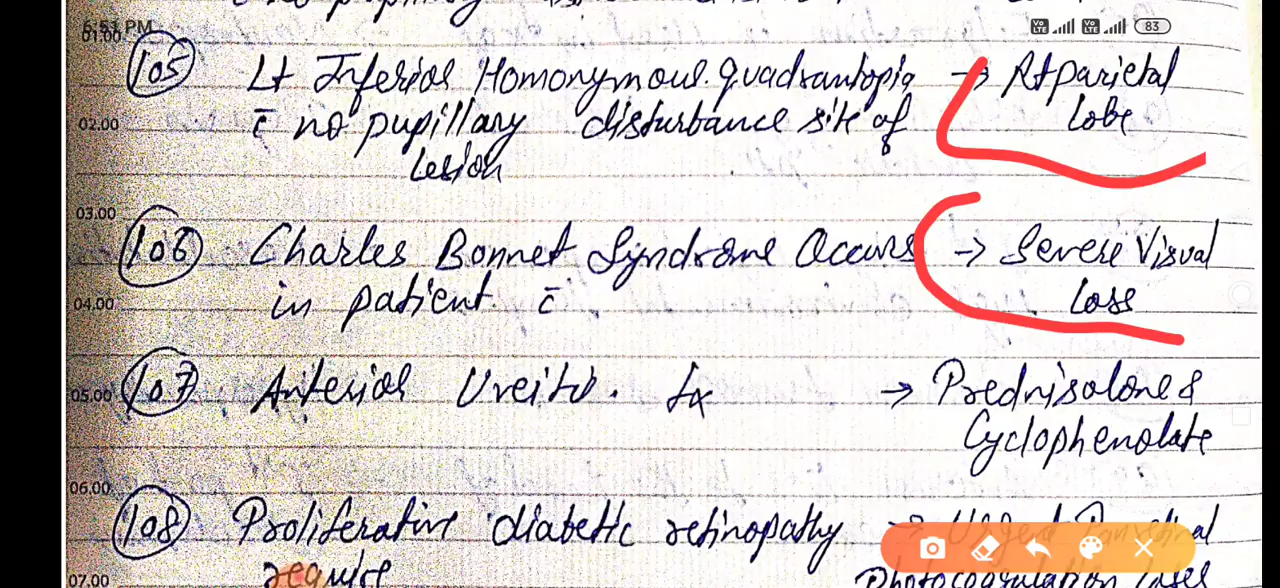 6:51 PM
83
01.00
105 Lt Inferior Homonymous quadrantopia → Rt parietal
02.00 c̄ no pupillary disturbance site of Lobe
Lesion
03.00
106 Charles Bonnet Syndrome Occurs → Severe Visual
04.00 in patient c̄ Loss
05.00 107 Anterior Uveitis. → Prednisolone &
Cyclophenolate
06.00
108 Proliferative diabetic retinopathy →
07.00 require